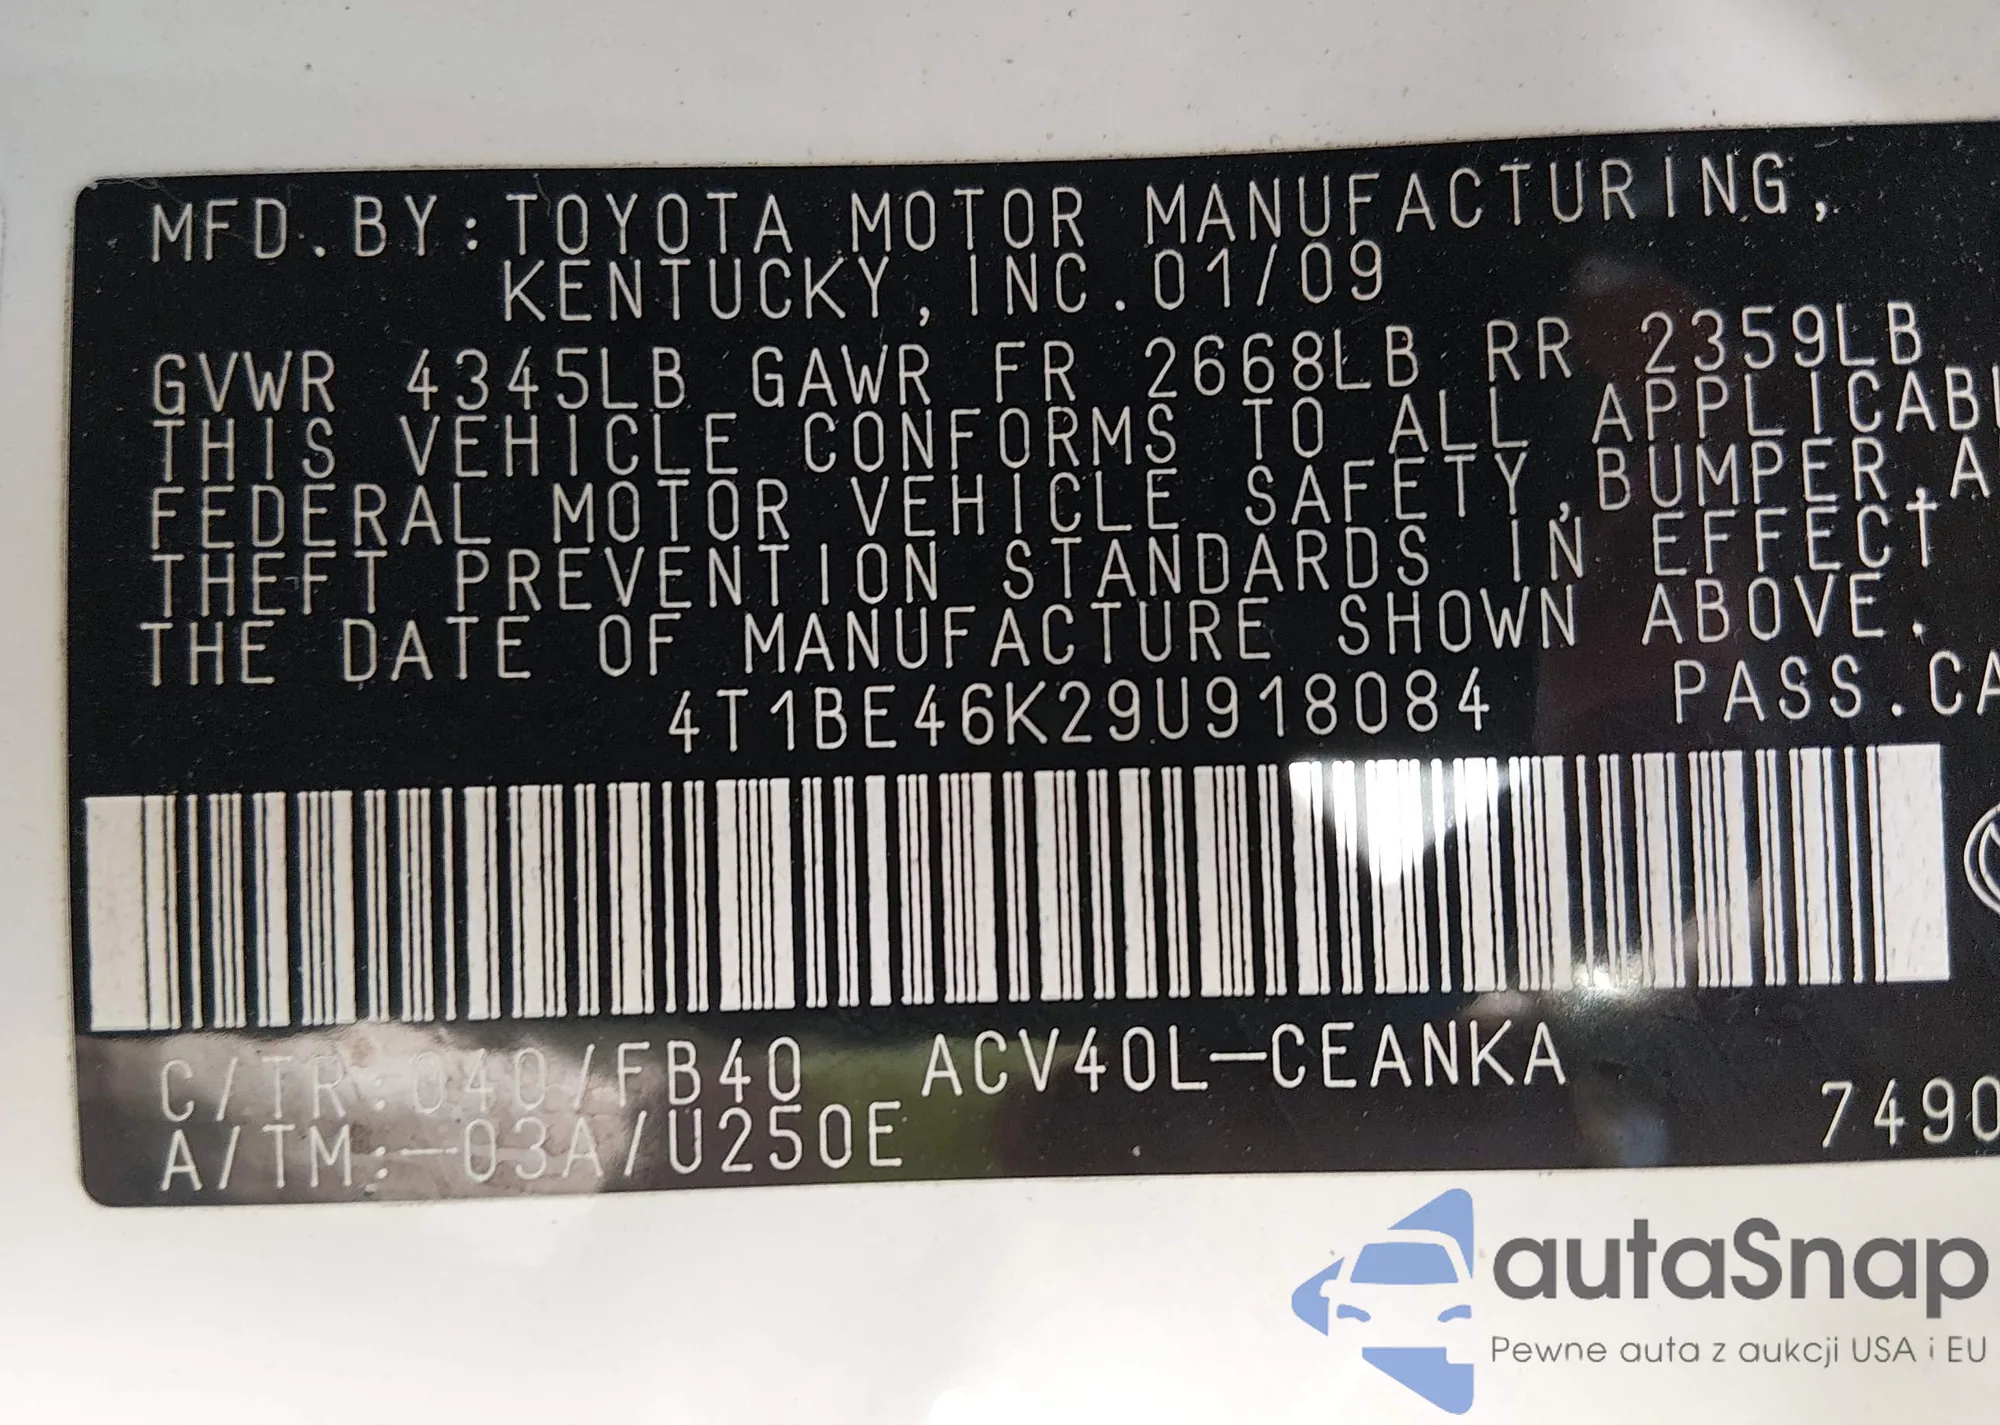 MFD.BY:TOYOTA MOTOR MANUFACTURING,
KENTUCKY,INC.01/09
GVWR 4345LB GAWR FR 2668LB RR 2359LB
THIS VEHICLE CONFORMS TO ALL APPLICABL
FEDERAL MOTOR VEHICLE SAFETY,BUMPER,A
THEFT PREVENTION STANDARDS IN EFFECT
THE DATE OF MANUFACTURE SHOWN ABOVE.
4T1BE46K29U918084 PASS.CA
C/TR:040/FB40 ACV40L-CEANKA
A/TM:-03A/U250E 7490
autaSnap
Pewne auta z aukcji USA i EU